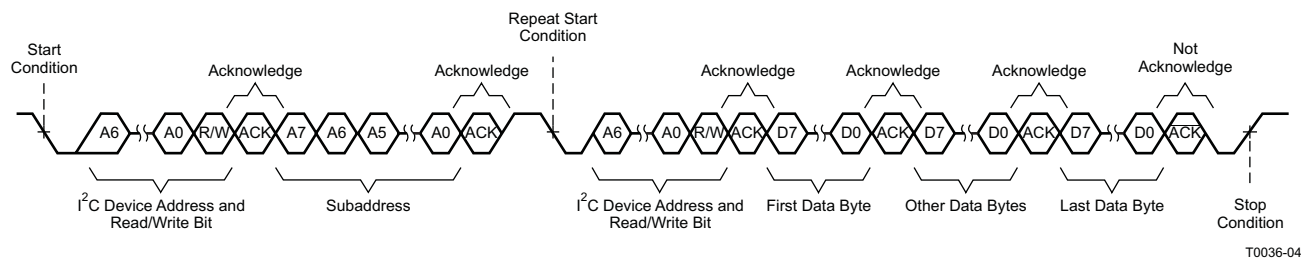 Repeat Start
Condition
Start
Condition
Not
Acknowledge
Acknowledge
Acknowledge
Acknowledge
Acknowledge
Acknowledge
A6 A0 R/W ACK A7 A6 A5 A0 ACK A6 A0 R/W ACK D7 D0 ACK D7 D0 ACK D7 D0 ACK
I²C Device Address and
Read/Write Bit
Subaddress
I²C Device Address and
Read/Write Bit
First Data Byte
Other Data Bytes
Last Data Byte
Stop
Condition
T0036-04